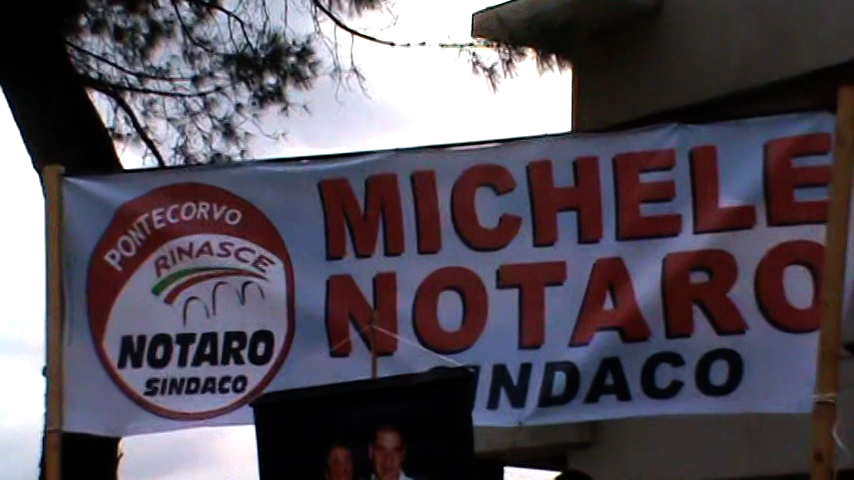 PONTECORVO
RINASCE
NOTARO
SINDACO
MICHELE
NOTARO
SINDACO